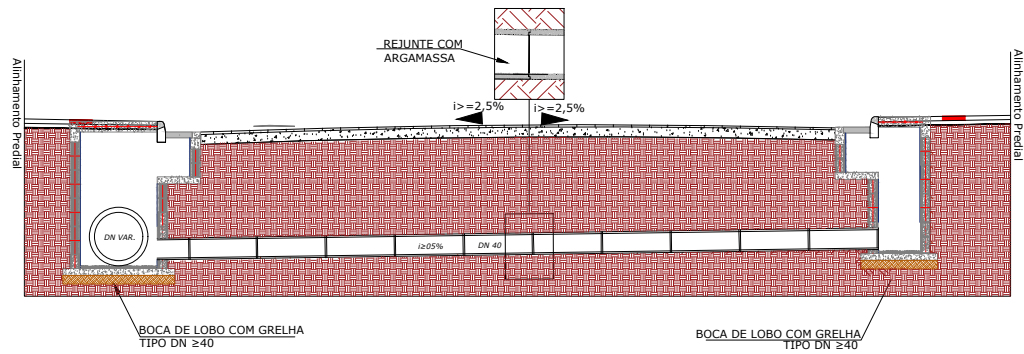 REJUNTE COM
ARGAMASSA
i>=2,5%
i>=2,5%
Alinhamento Predial
Alinhamento Predial
DN VAR.
i≥05%
DN 40
BOCA DE LOBO COM GRELHA
TIPO DN ≥40
BOCA DE LOBO COM GRELHA
TIPO DN ≥40